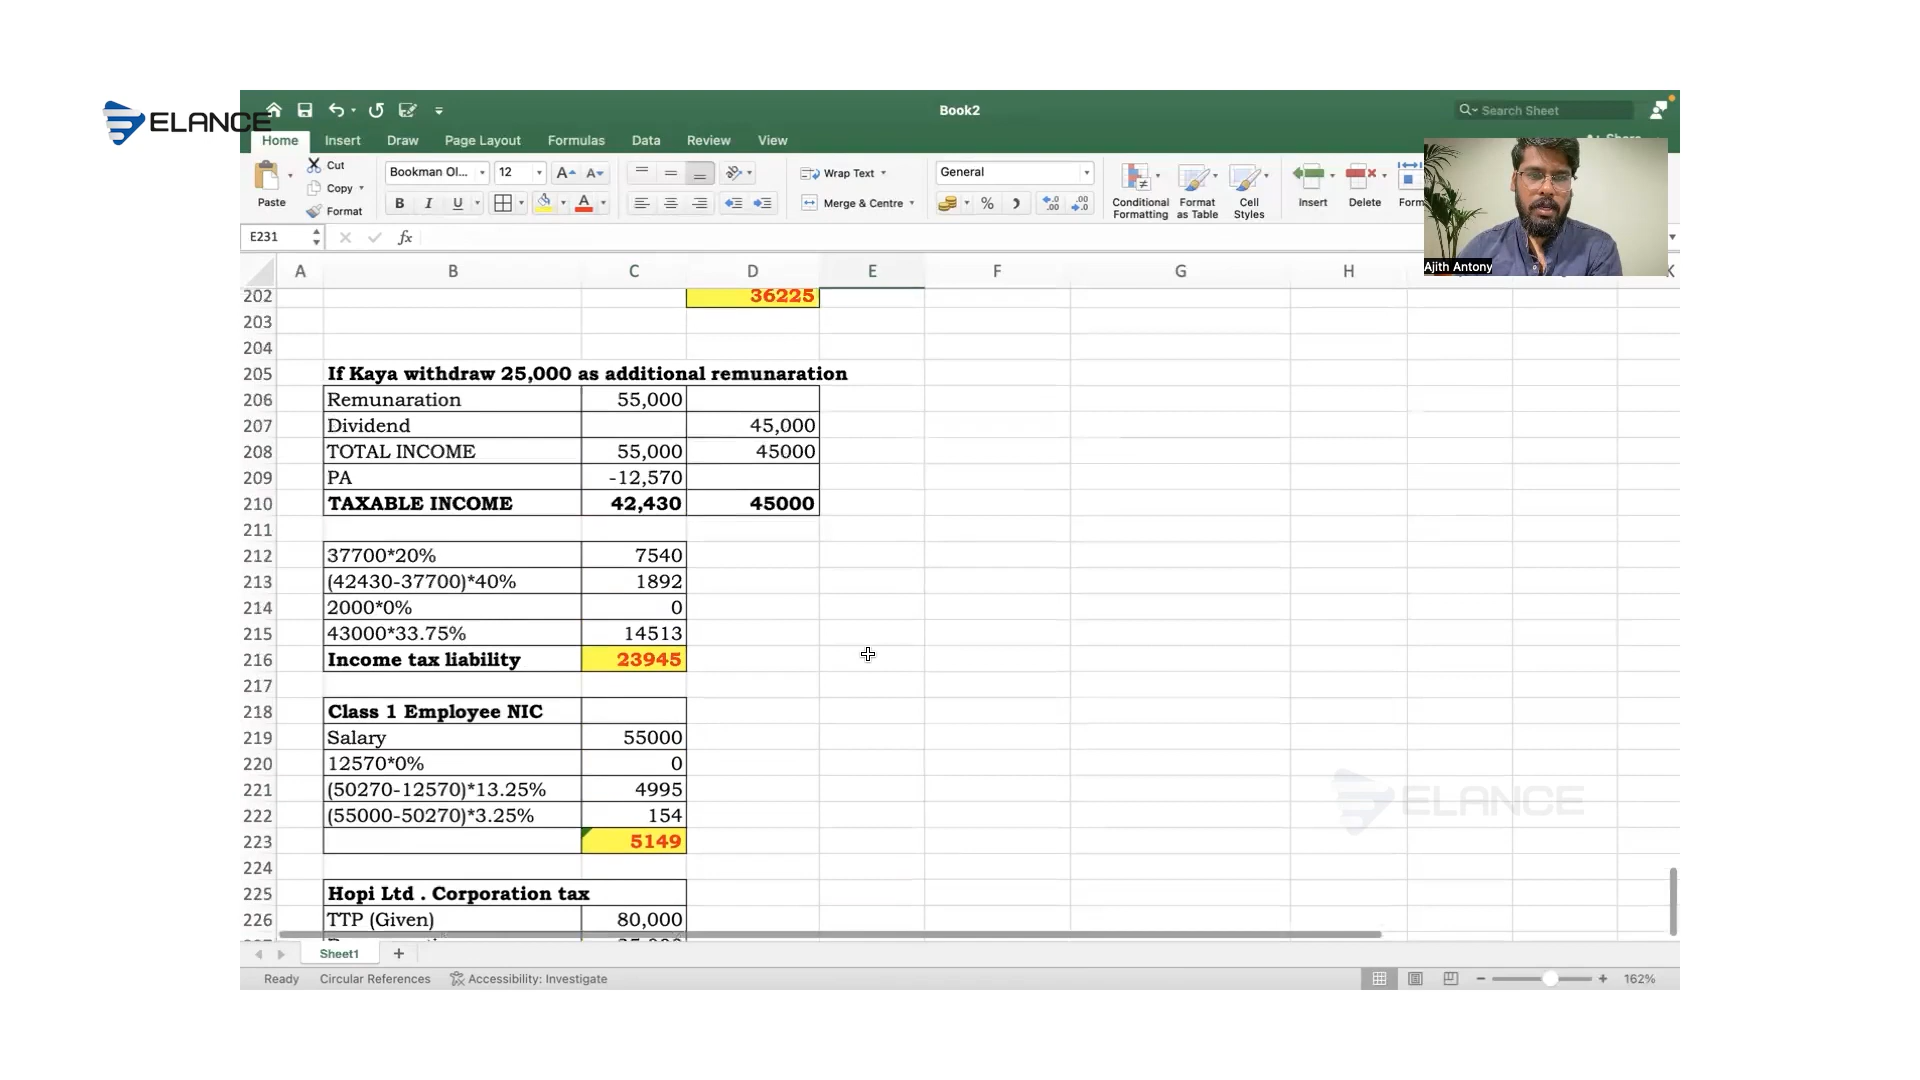 ELANCE
Book2
Search Sheet
Home Insert Draw Page Layout Formulas Data Review View
Paste Cut Copy Format
Bookman Ol... 12
B I U
Wrap Text
Merge & Centre
General
Conditional Formatting
Format as Table
Cell Styles
Insert Delete Form
Ajith Antony
E231 fx
A B C D E F G H K
202 36225
203
204
205 If Kaya withdraw 25,000 as additional remunaration
206 Remunaration 55,000
207 Dividend 45,000
208 TOTAL INCOME 55,000 45000
209 PA -12,570
210 TAXABLE INCOME 42,430 45000
211
212 37700*20% 7540
213 (42430-37700)*40% 1892
214 2000*0% 0
215 43000*33.75% 14513
216 Income tax liability 23945
217
218 Class 1 Employee NIC
219 Salary 55000
220 12570*0% 0
221 (50270-12570)*13.25% 4995
222 (55000-50270)*3.25% 154
223 5149
224
225 Hopi Ltd . Corporation tax
226 TTP (Given) 80,000
ELANCE
Sheet1
Ready Circular References Accessibility: Investigate 162%